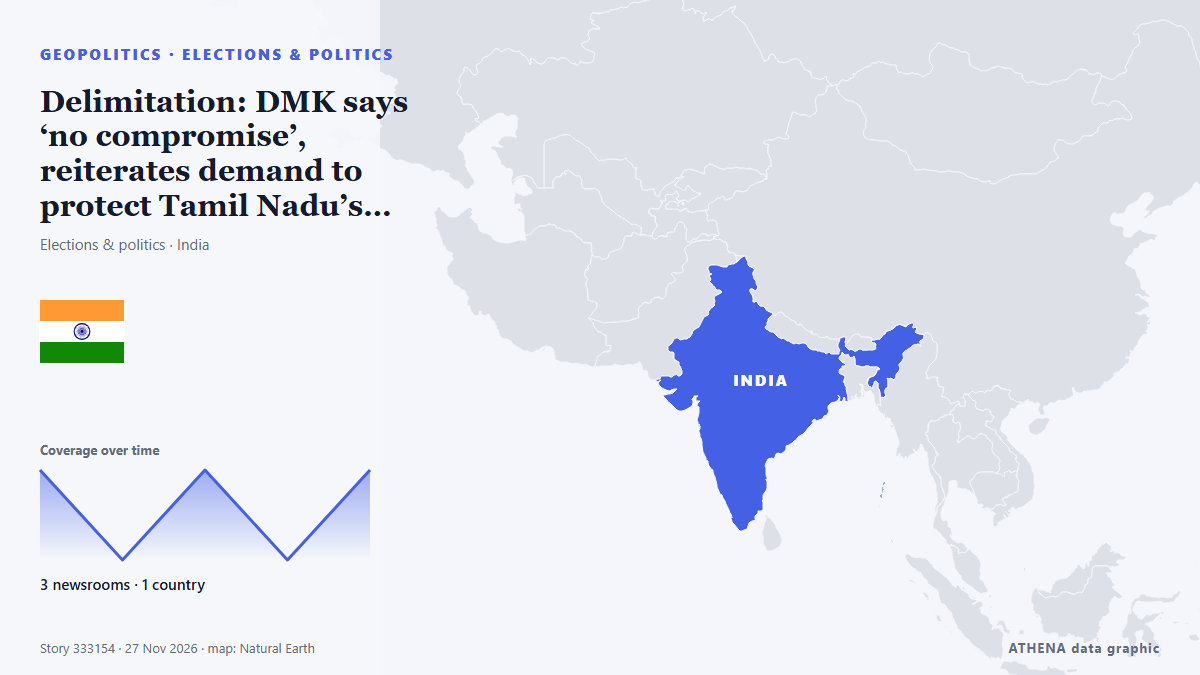 GEOPOLITICS · ELECTIONS & POLITICS
Delimitation: DMK says
‘no compromise’,
reiterates demand to
protect Tamil Nadu’s...
Elections & politics · India
INDIA
Coverage over time
3 newsrooms · 1 country
Story 333154 · 27 Nov 2026 · map: Natural Earth
ATHENA data graphic